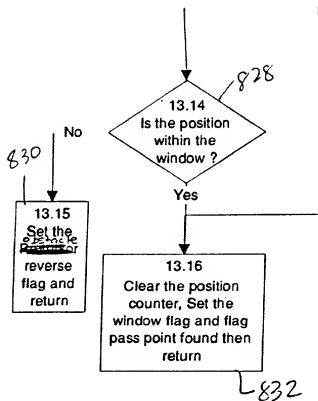 828
13.14
Is the position
within the
window ?
No
830
Yes
13.15
Set the
obstacle
or
reverse
flag and
return
13.16
Clear the position
counter, Set the
window flag and flag
pass point found then
return
832